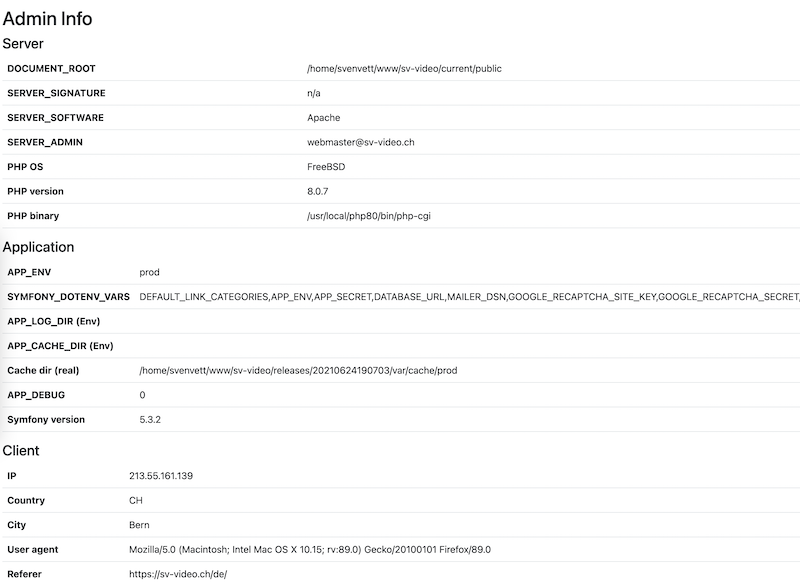 Admin Info
Server
DOCUMENT_ROOT /home/svenvett/www/sv-video/current/public
SERVER_SIGNATURE n/a
SERVER_SOFTWARE Apache
SERVER_ADMIN webmaster@sv-video.ch
PHP OS FreeBSD
PHP version 8.0.7
PHP binary /usr/local/php80/bin/php-cgi
Application
APP_ENV prod
SYMFONY_DOTENV_VARS DEFAULT_LINK_CATEGORIES,APP_ENV,APP_SECRET,DATABASE_URL,MAILER_DSN,GOOGLE_RECAPTCHA_SITE_KEY,GOOGLE_RECAPTCHA_SECRET,
APP_LOG_DIR (Env)
APP_CACHE_DIR (Env)
Cache dir (real) /home/svenvett/www/sv-video/releases/20210624190703/var/cache/prod
APP_DEBUG 0
Symfony version 5.3.2
Client
IP 213.55.161.139
Country CH
City Bern
User agent Mozilla/5.0 (Macintosh; Intel Mac OS X 10.15; rv:89.0) Gecko/20100101 Firefox/89.0
Referer https://sv-video.ch/de/